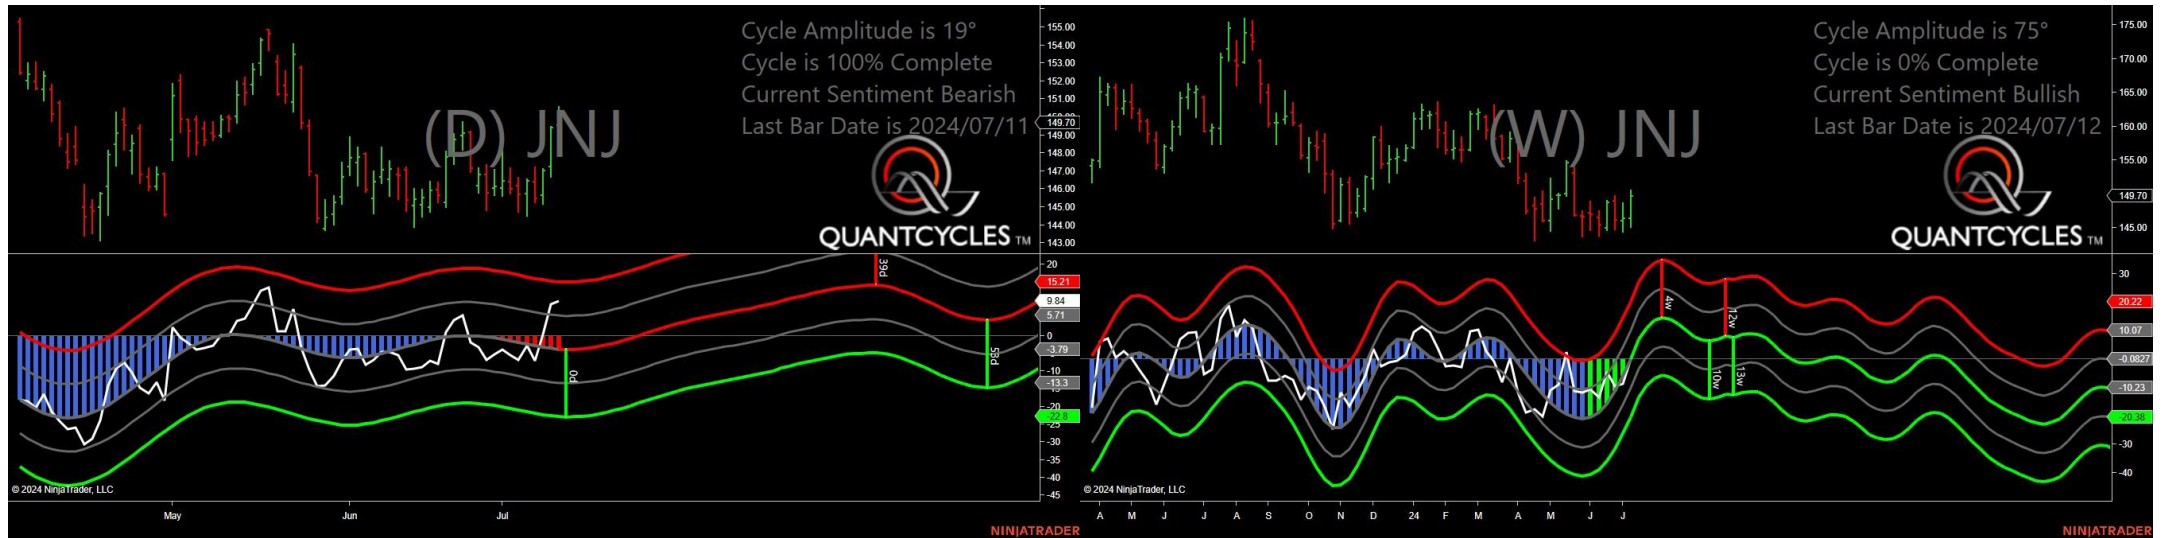 Cycle Amplitude is 19°
Cycle is 100% Complete
Current Sentiment Bearish
Last Bar Date is 2024/07/11
(D) JNJ
QUANTCYCLES TM
155.00
154.00
153.00
152.00
151.00
149.70
149.00
148.00
147.00
146.00
145.00
144.00
143.00
39d
53d
0d
20
15.21
9.84
5.71
0
-3.79
-10
-13.3
-20
-22.8
-25
-30
-35
-40
-45
© 2024 NinjaTrader, LLC
May
Jun
Jul
NINJATRADER
Cycle Amplitude is 75°
Cycle is 0% Complete
Current Sentiment Bullish
Last Bar Date is 2024/07/12
(W) JNJ
QUANTCYCLES TM
175.00
170.00
165.00
160.00
155.00
149.70
145.00
4w
12w
10w
13w
30
20.22
10.07
-0.0827
-10.23
-20.38
-30
-40
© 2024 NinjaTrader, LLC
A M J J A S O N D 24 F M A M J J
NINJATRADER